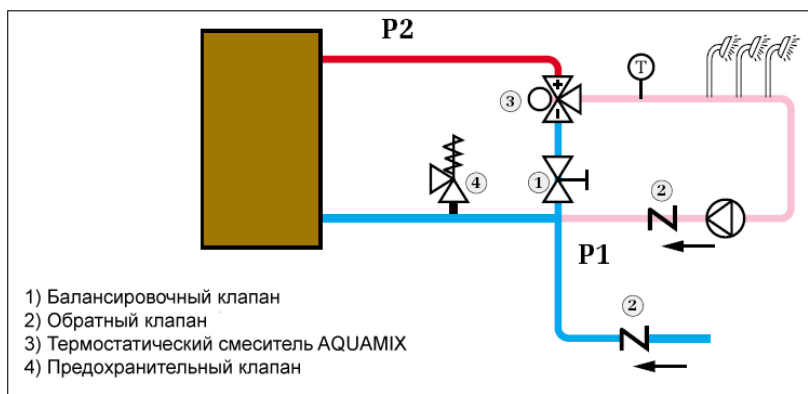 P2
T
3
4
1
2
P1
2
1) Балансировочный клапан
2) Обратный клапан
3) Термостатический смеситель AQUAMIX
4) Предохранительный клапан